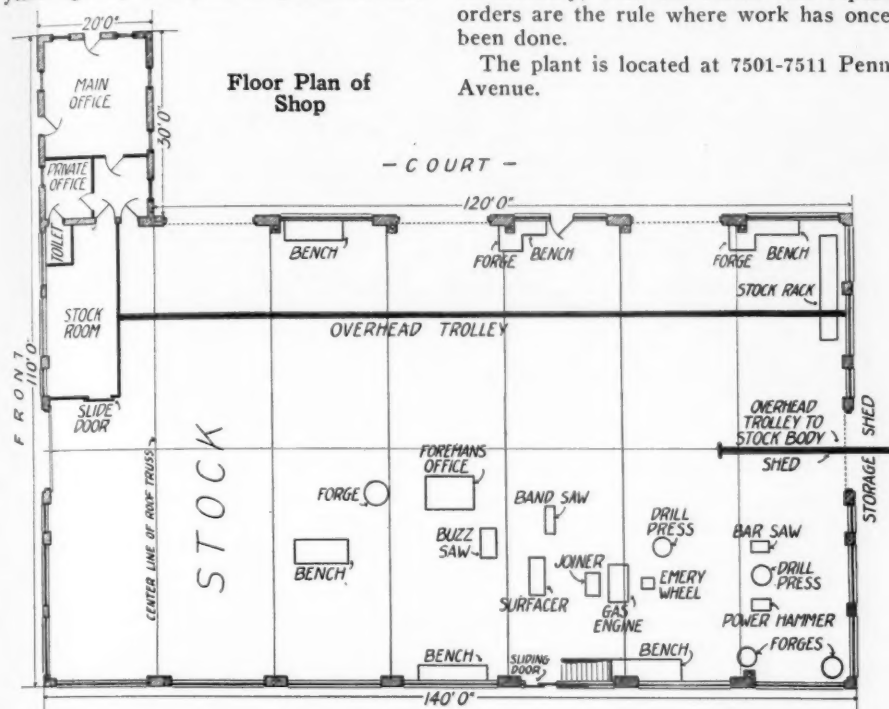 orders are the rule where work has once
been done.
The plant is located at 7501-7511 Penn
Avenue.
Floor Plan of
Shop
20'0"
MAIN
OFFICE
30'0"
PRIVATE
OFFICE
- COURT -
120'0"
TOILET
BENCH
FORGE
BENCH
FORGE
BENCH
STOCK
ROOM
STOCK RACK
OVERHEAD TROLLEY
FRONT
110'0"
SLIDE
DOOR
OVERHEAD
TROLLEY TO
STOCK BODY
SHED
STORAGE SHED
CENTER LINE OF ROOF TRUSS
STOCK
FOREMANS
OFFICE
FORGE
BAND SAW
BUZZ
SAW
DRILL
PRESS
BAR SAW
BENCH
JOINER
EMERY
WHEEL
DRILL
PRESS
SURFACER
GAS
ENGINE
POWER HAMMER
BENCH
SLIDING
DOOR
BENCH
FORGES
140'0"